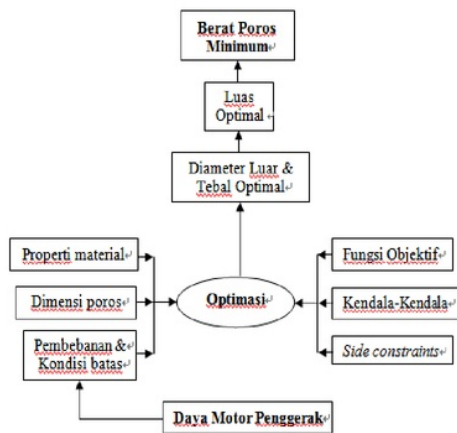 Berat Poros
Minimum
Luas
Optimal
Diameter Luar &
Tebal Optimal
Properti material
Dimensi poros
Pembebanan &
Kondisi batas
Optimasi
Fungsi Objektif
Kendala-Kendala
Side constraints
Daya Motor Penggerak